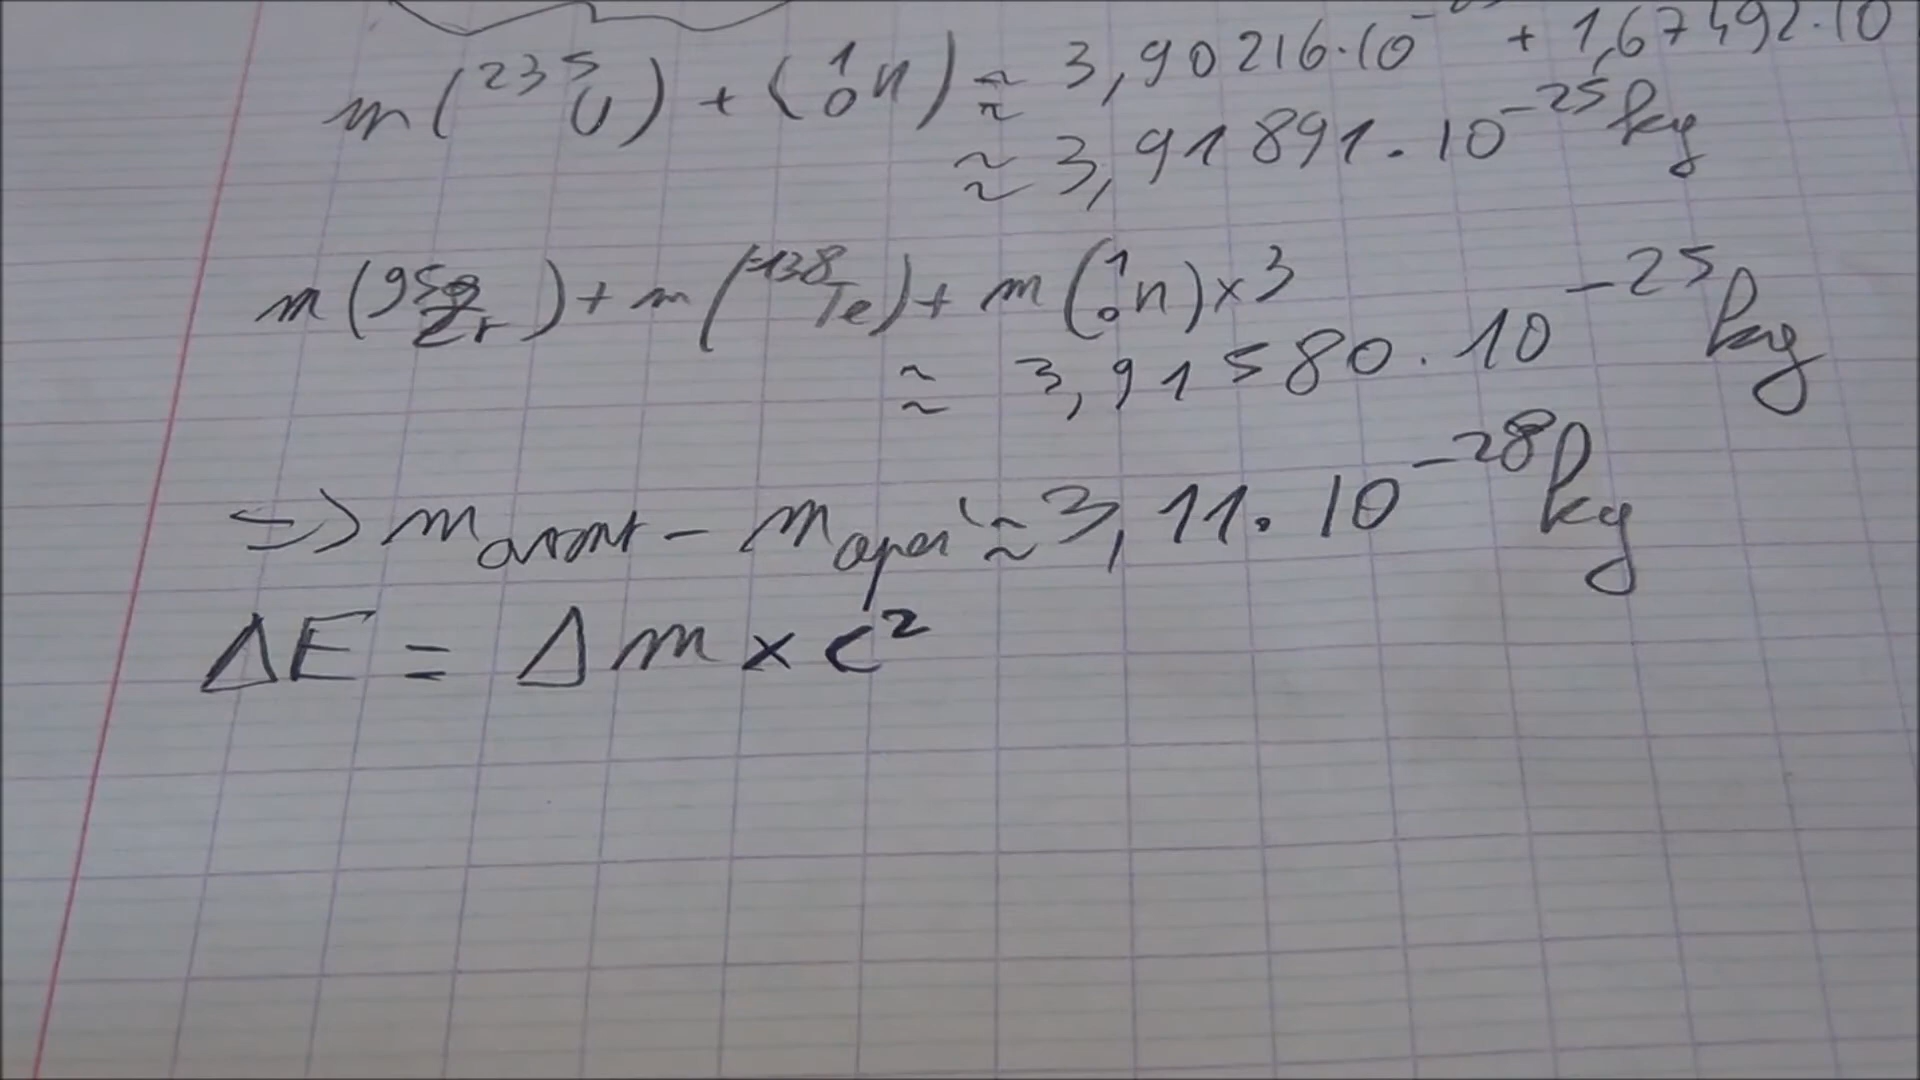 m(²³⁵U) + (¹₀n) ≈ 3,90216.10⁻ + 1,67492.10
≈ 3,91891.10⁻²⁵ kg
m(⁹⁵Zr) + m(¹³⁸Te) + m(¹₀n)×3
≈ 3,91580.10⁻²⁵ kg
=> m avant - m après ≈ 3,11.10⁻²⁸ kg
ΔE = Δm × c²